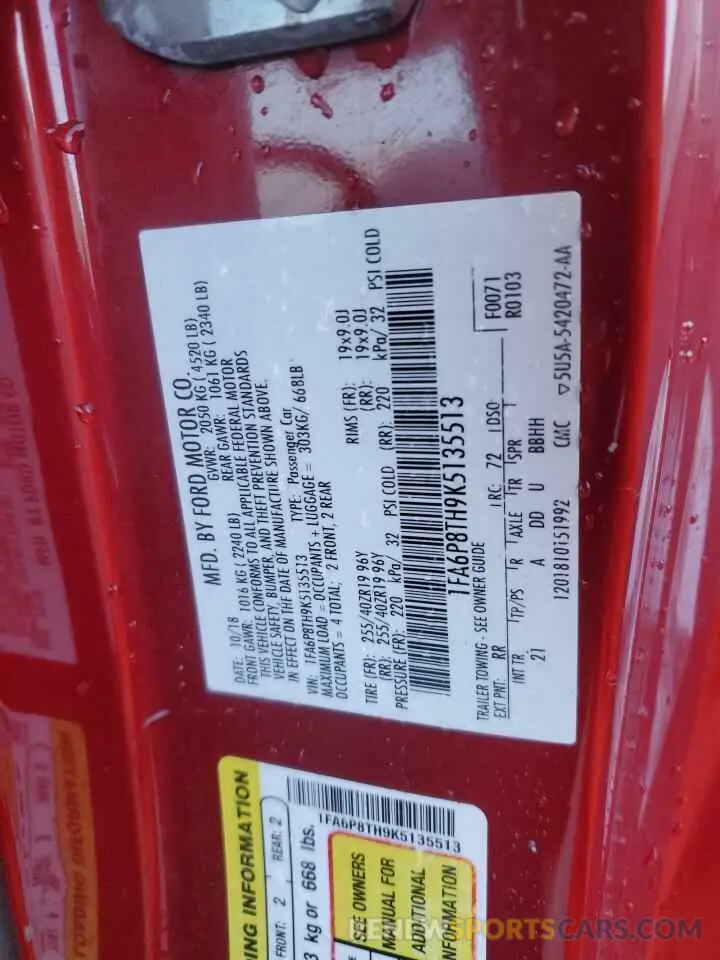 MFD. BY FORD MOTOR CO.
DATE: 10/18 GVWR: 2050 KG ( 4520 LB)
FRONT GAWR: 1016 KG ( 2240 LB) REAR GAWR: 1061 KG ( 2340 LB)
THIS VEHICLE CONFORMS TO ALL APPLICABLE FEDERAL MOTOR
VEHICLE SAFETY, BUMPER, AND THEFT PREVENTION STANDARDS
IN EFFECT ON THE DATE OF MANUFACTURE SHOWN ABOVE.
VIN: 1FA6P8TH9K5135513 TYPE: Passenger Car
MAXIMUM LOAD = OCCUPANTS + LUGGAGE = 303KG/ 668LB
OCCUPANTS = 4 TOTAL; 2 FRONT, 2 REAR
TIRE (FR): 255/40ZR19 96Y RIMS (FR): 19x9.0J
(RR): 255/40ZR19 96Y (RR): 19x9.0J
PRESSURE (FR): 220 kPa/ 32 PSI COLD (RR): 220 kPa/ 32 PSI COLD
1FA6P8TH9K5135513
TRAILER TOWING - SEE OWNER GUIDE F0071
EXT PNT: RR RC: 72 DSO: R0103
INT TR TP/PS R AXLE TR SPR T
21 A DD U BBHH
1201810151992 CMC ▽5U5A-5420472-AA
ING INFORMATION
FRONT: 2 REAR: 2
3 kg or 668 lbs.
1FA6P8TH9K5135513
SEE OWNERS
MANUAL FOR
ADDITIONAL
NFORMATION
RENEWSPORTSCAR.COM